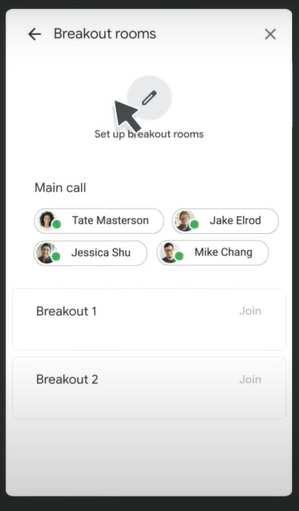 Breakout rooms
Set up breakout rooms
Main call
Tate Masterson Jake Elrod
Jessica Shu Mike Chang
Breakout 1 Join
Breakout 2 Join